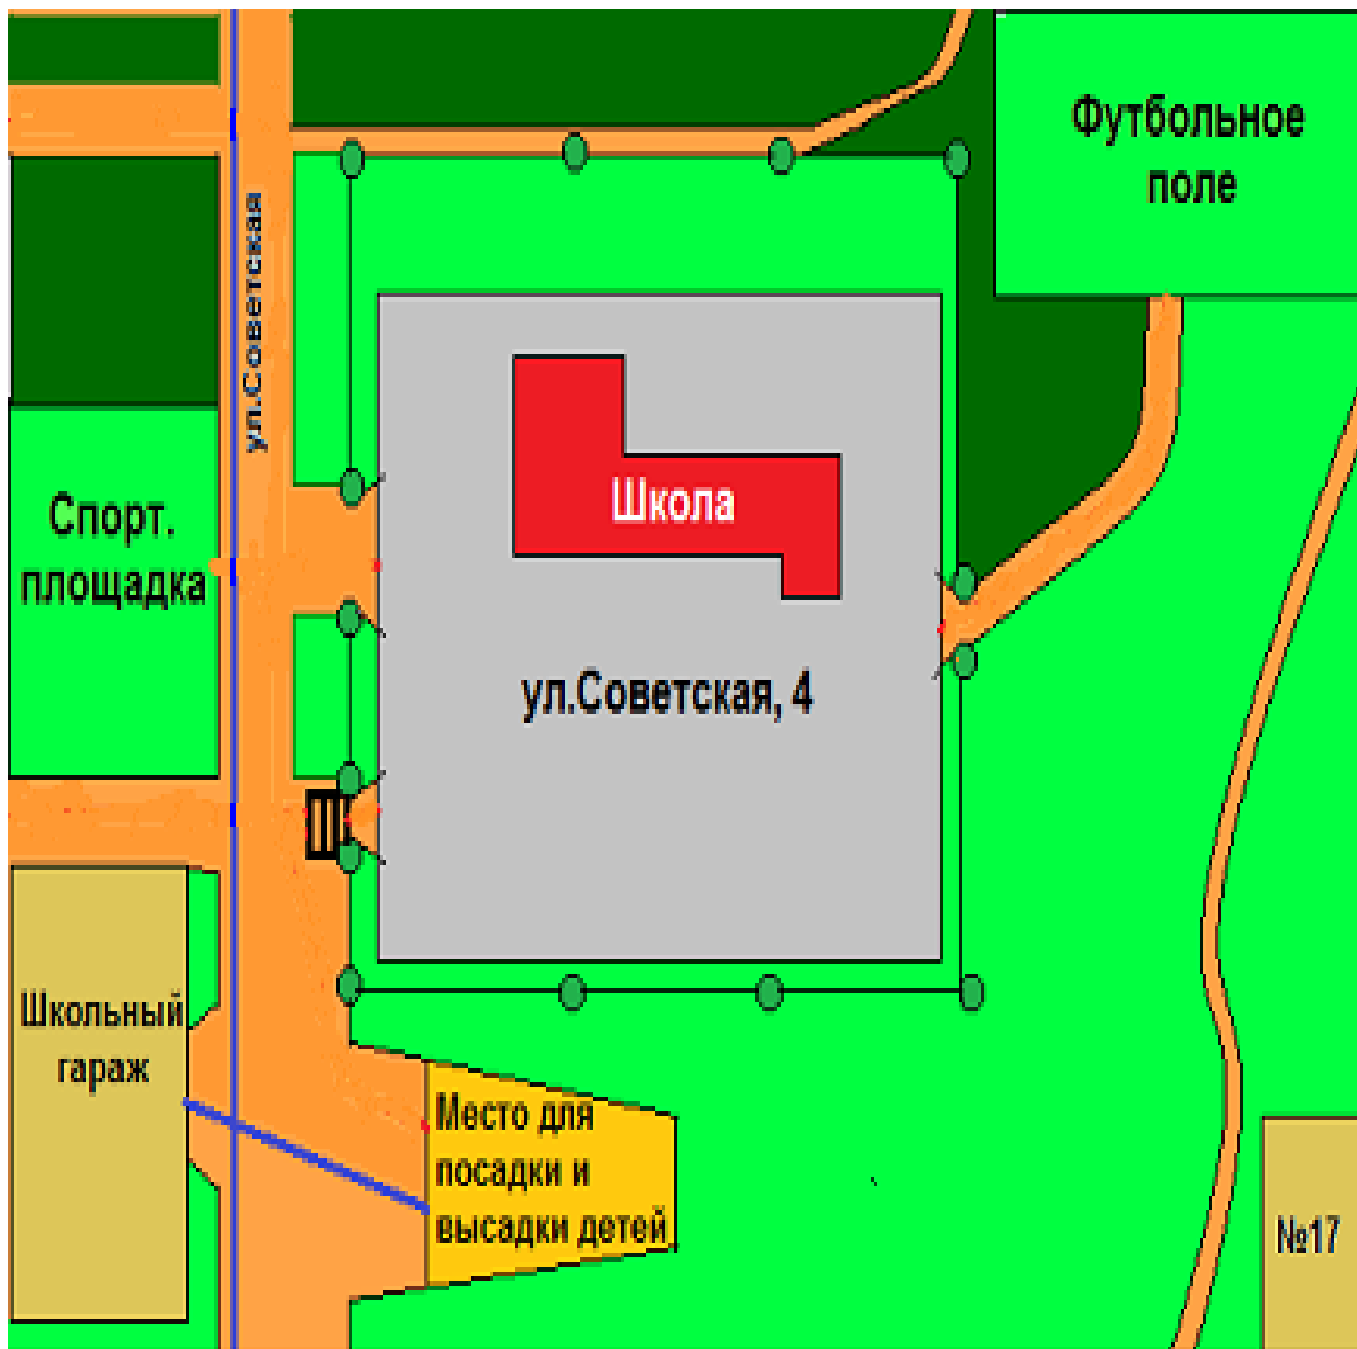 Футбольное
поле
ул.Советская
Школа
Спорт.
площадка
ул.Советская, 4
Школьный
гараж
Место для
посадки и
высадки детей
№17